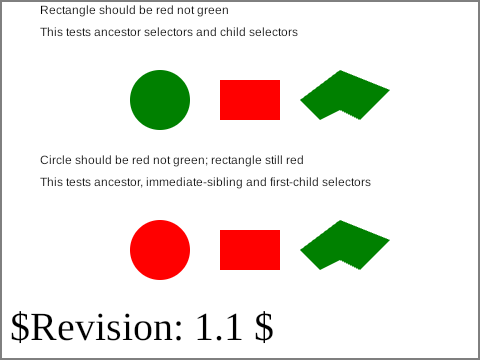 Rectangle should be red not green
This tests ancestor selectors and child selectors
Circle should be red not green; rectangle still red
This tests ancestor, immediate-sibling and first-child selectors
$Revision: 1.1 $